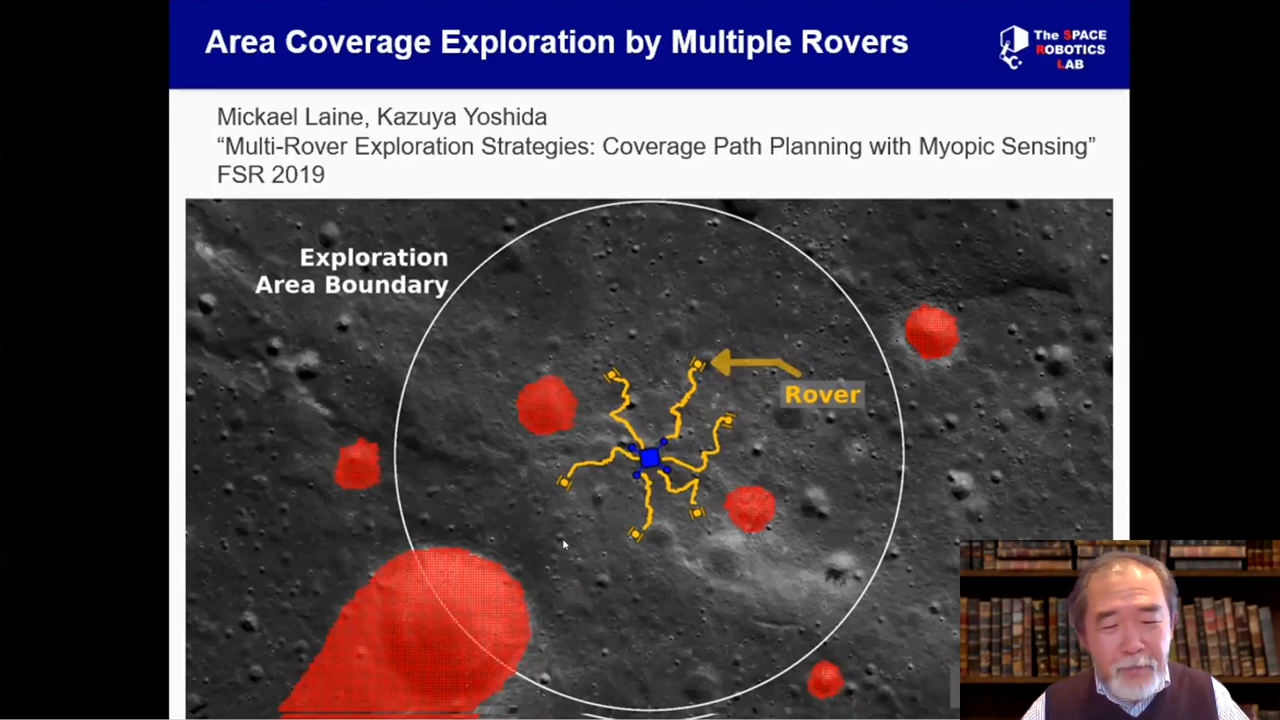 Area Coverage Exploration by Multiple Rovers
The SPACE
ROBOTICS
LAB
Mickael Laine, Kazuya Yoshida
“Multi-Rover Exploration Strategies: Coverage Path Planning with Myopic Sensing”
FSR 2019
Exploration
Area Boundary
Rover